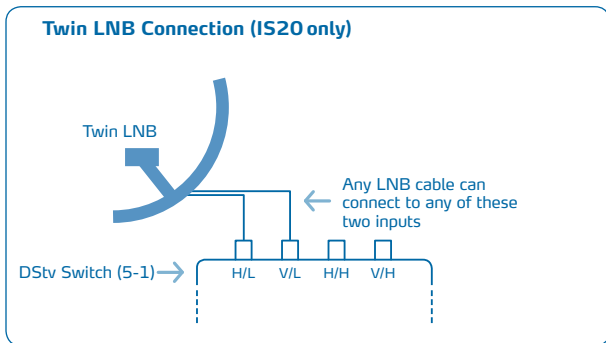 Twin LNB Connection (IS20 only)
Twin LNB
Any LNB cable can
connect to any of these
two inputs
DStv Switch (5-1)
H/L V/L H/H V/H